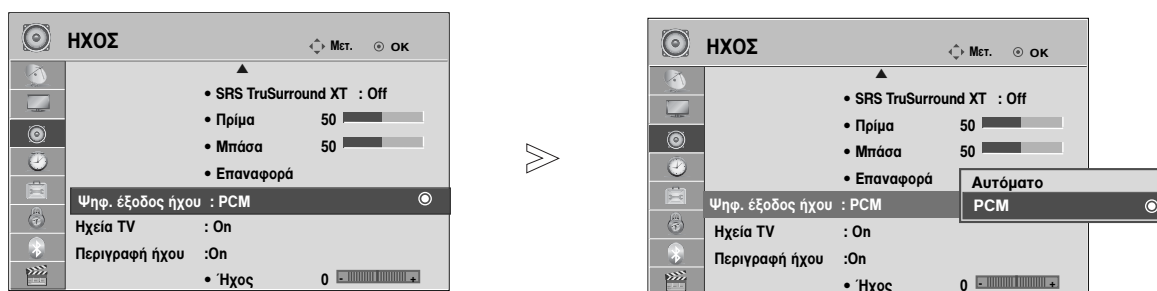 ΗΧΟΣ
Μετ. OK
• SRS TruSurround XT : Off
• Πρίμα 50
• Μπάσα 50
• Επαναφορά
Ψηφ. έξοδος ήχου : PCM
Ηχεία TV : On
Περιγραφή ήχου :On
• Ήχος 0 - +
ΗΧΟΣ
Μετ. OK
• SRS TruSurround XT : Off
• Πρίμα 50
• Μπάσα 50
• Επαναφορά
Αυτόματο
Ψηφ. έξοδος ήχου : PCM
PCM
Ηχεία TV : On
Περιγραφή ήχου :On
• Ήχος 0 - +